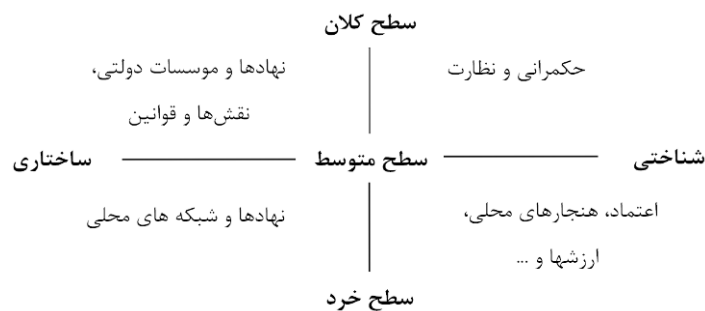 سطح کلان
حکمرانی و نظارت
نهادها و موسسات دولتی،
نقش‌ها و قوانین
شناختی
سطح متوسط
ساختاری
اعتماد، هنجارهای محلی،
ارزشها و ...
نهادها و شبکه های محلی
سطح خرد